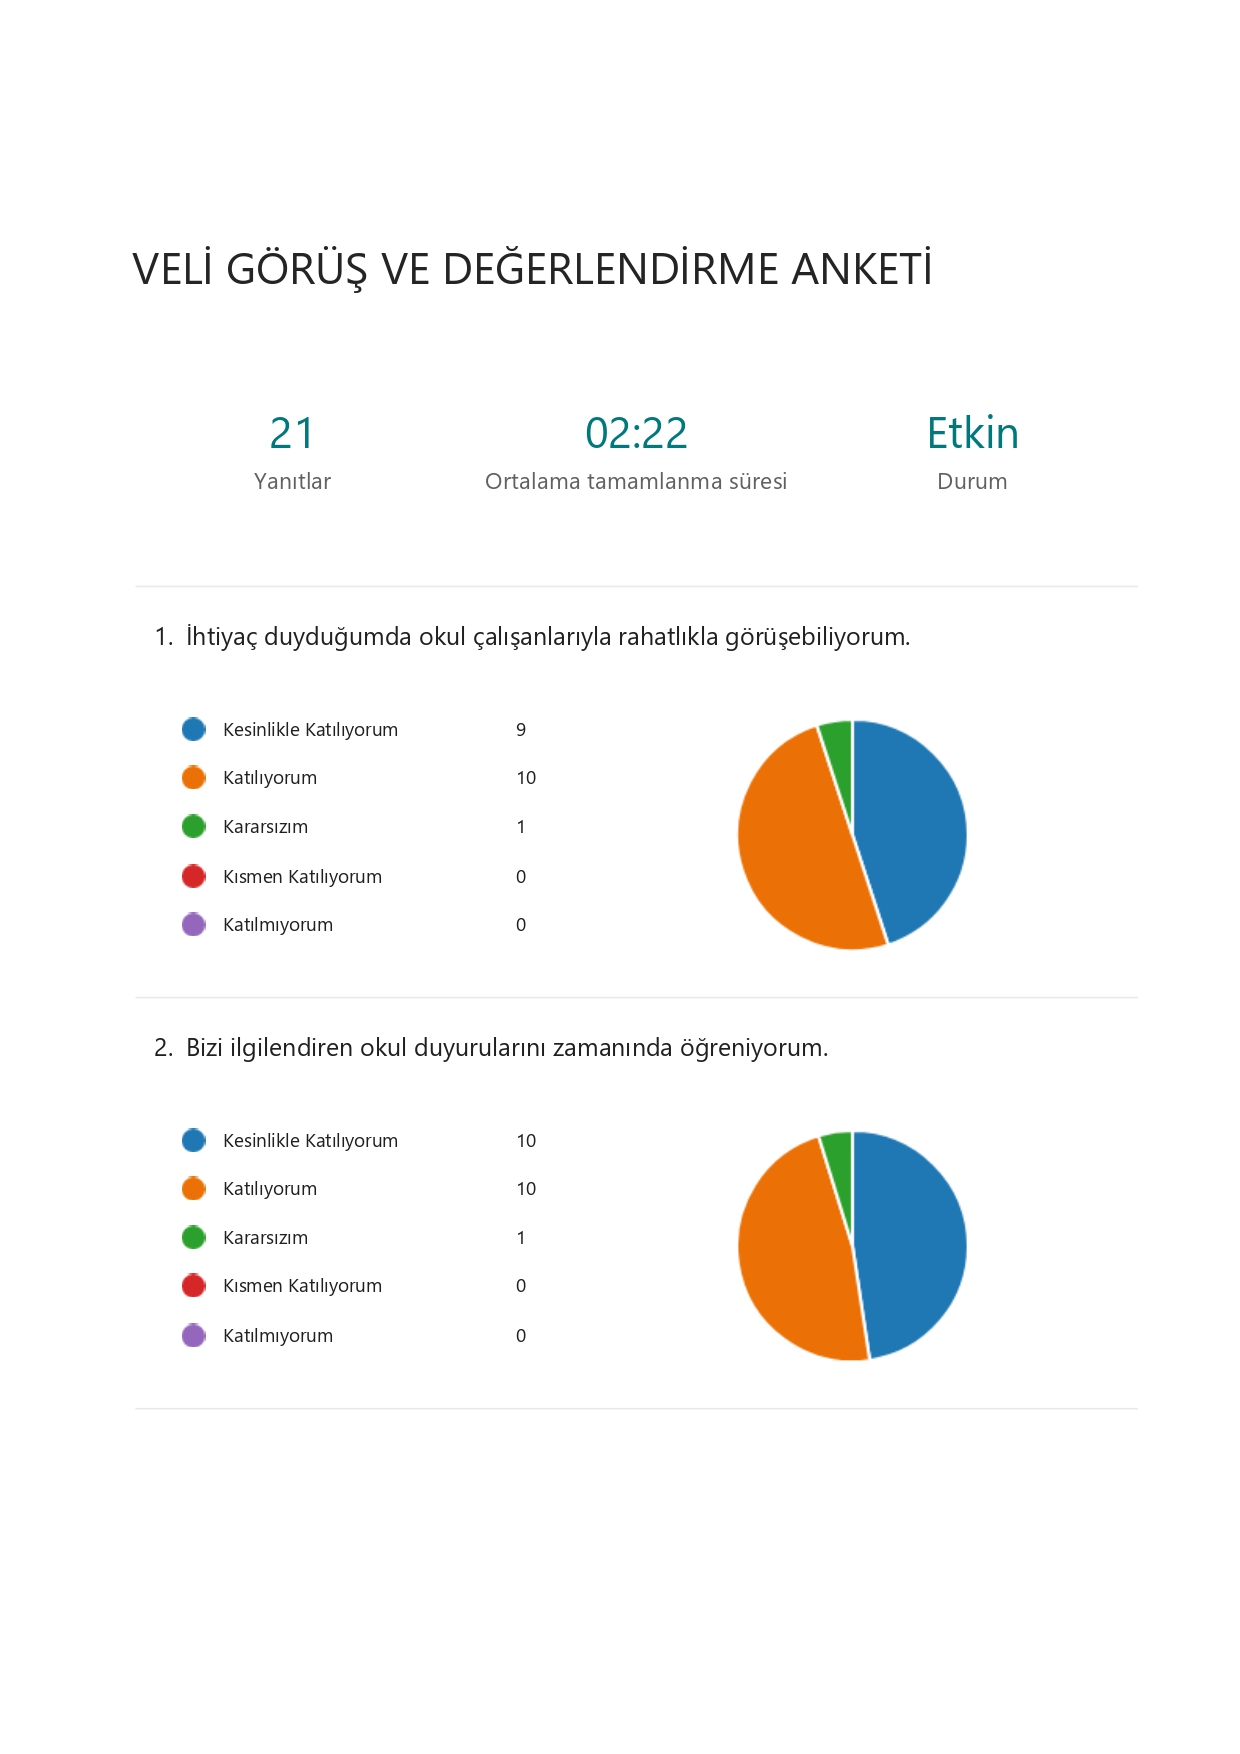 VELİ GÖRÜŞ VE DEĞERLENDİRME ANKETİ
21
02:22
Etkin
Yanıtlar
Ortalama tamamlanma süresi
Durum
1. İhtiyaç duyduğumda okul çalışanlarıyla rahatlıkla görüşebiliyorum.
Kesinlikle Katılıyorum 9
Katılıyorum 10
Kararsızım 1
Kısmen Katılıyorum 0
Katılmıyorum 0
2. Bizi ilgilendiren okul duyurularını zamanında öğreniyorum.
Kesinlikle Katılıyorum 10
Katılıyorum 10
Kararsızım 1
Kısmen Katılıyorum 0
Katılmıyorum 0